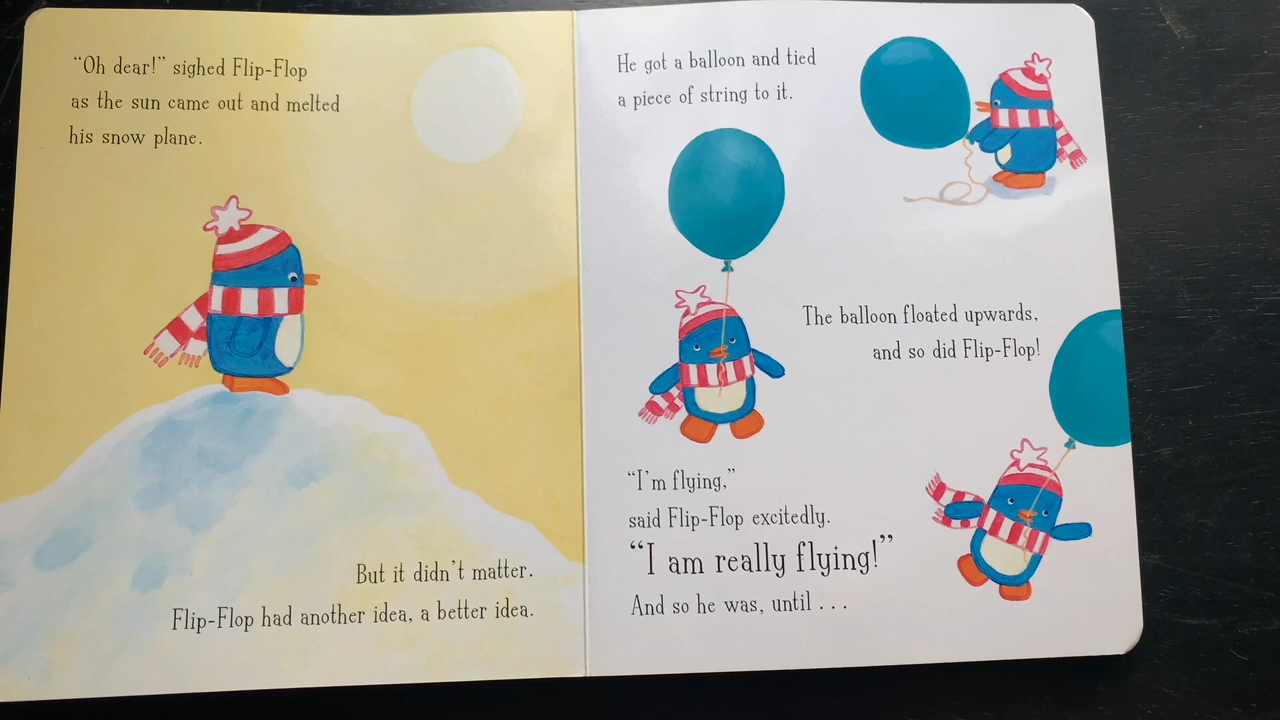 “Oh dear!” sighed Flip-Flop
as the sun came out and melted
his snow plane.
But it didn't matter.
Flip-Flop had another idea, a better idea.
He got a balloon and tied
a piece of string to it.
The balloon floated upwards,
and so did Flip-Flop!
“I'm flying,”
said Flip-Flop excitedly.
“I am really flying!”
And so he was, until . . .